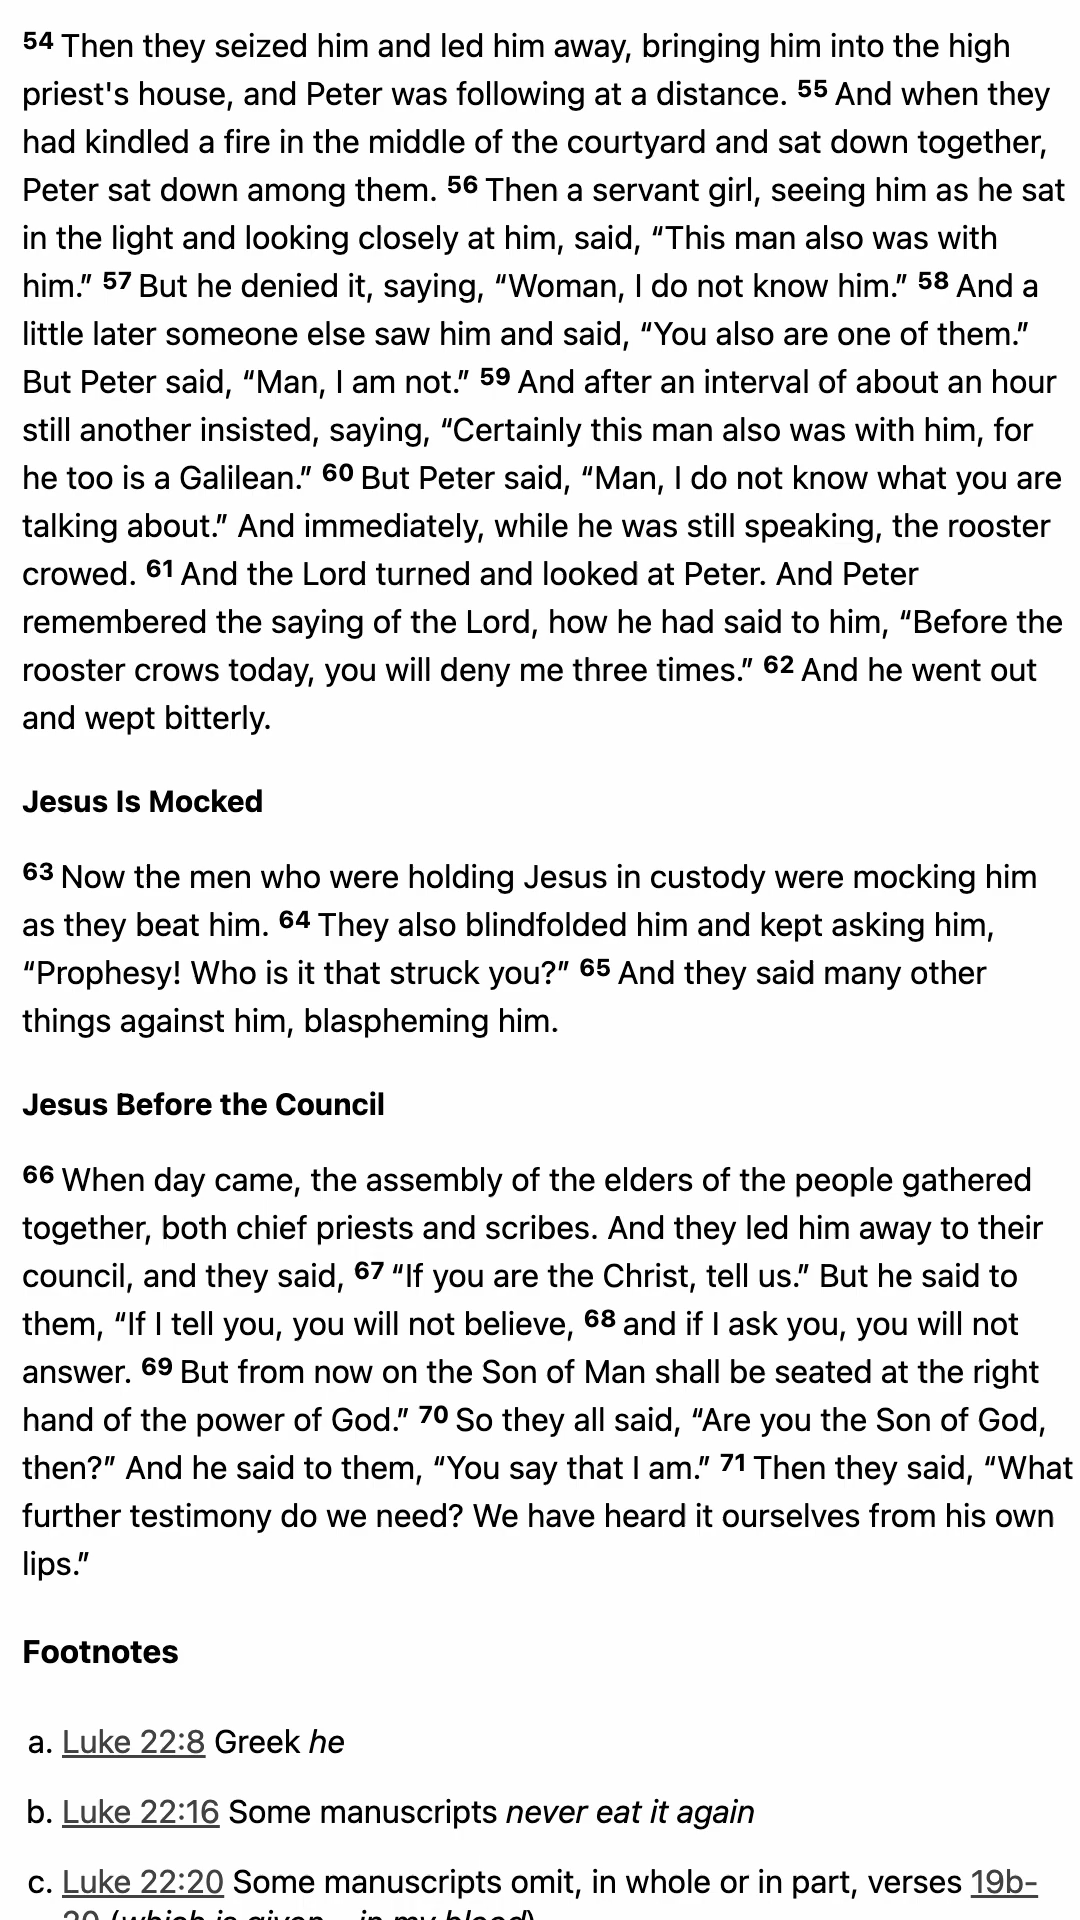 54 Then they seized him and led him away, bringing him into the high
priest's house, and Peter was following at a distance. 55 And when they
had kindled a fire in the middle of the courtyard and sat down together,
Peter sat down among them. 56 Then a servant girl, seeing him as he sat
in the light and looking closely at him, said, “This man also was with
him.” 57 But he denied it, saying, “Woman, I do not know him.” 58 And a
little later someone else saw him and said, “You also are one of them.”
But Peter said, “Man, I am not.” 59 And after an interval of about an hour
still another insisted, saying, “Certainly this man also was with him, for
he too is a Galilean.” 60 But Peter said, “Man, I do not know what you are
talking about.” And immediately, while he was still speaking, the rooster
crowed. 61 And the Lord turned and looked at Peter. And Peter
remembered the saying of the Lord, how he had said to him, “Before the
rooster crows today, you will deny me three times.” 62 And he went out
and wept bitterly.
Jesus Is Mocked
63 Now the men who were holding Jesus in custody were mocking him
as they beat him. 64 They also blindfolded him and kept asking him,
“Prophesy! Who is it that struck you?” 65 And they said many other
things against him, blaspheming him.
Jesus Before the Council
66 When day came, the assembly of the elders of the people gathered
together, both chief priests and scribes. And they led him away to their
council, and they said, 67 “If you are the Christ, tell us.” But he said to
them, “If I tell you, you will not believe, 68 and if I ask you, you will not
answer. 69 But from now on the Son of Man shall be seated at the right
hand of the power of God.” 70 So they all said, “Are you the Son of God,
then?” And he said to them, “You say that I am.” 71 Then they said, “What
further testimony do we need? We have heard it ourselves from his own
lips.”
Footnotes
a. Luke 22:8 Greek he
b. Luke 22:16 Some manuscripts never eat it again
c. Luke 22:20 Some manuscripts omit, in whole or in part, verses 19b-
20 (which is given... in my blood)